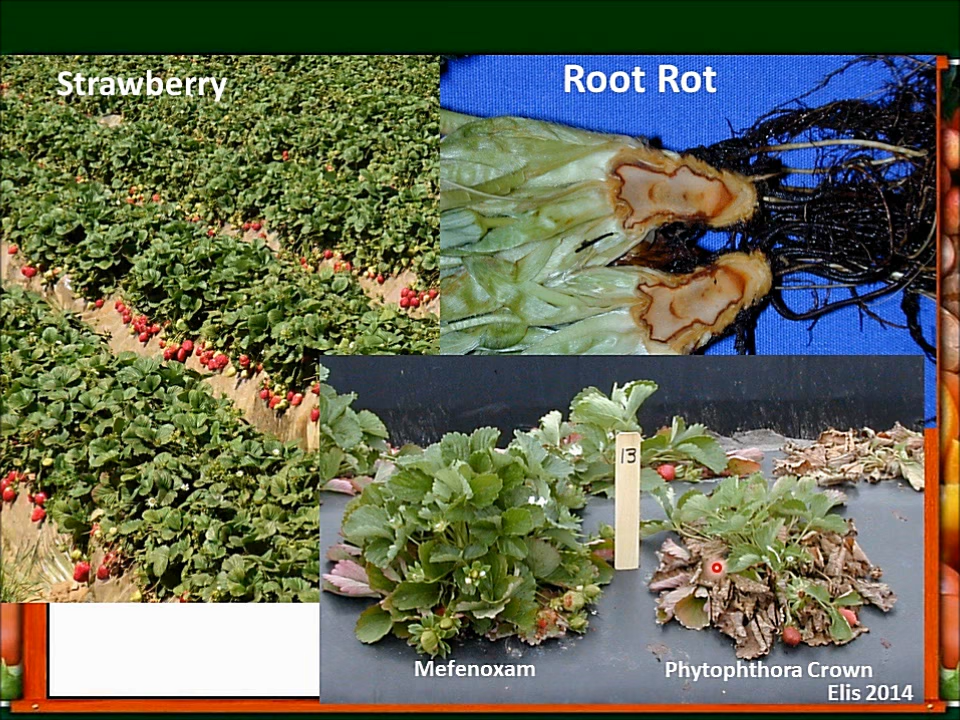 Strawberry
Root Rot
13
Mefenoxam
Phytophthora Crown
Elis 2014